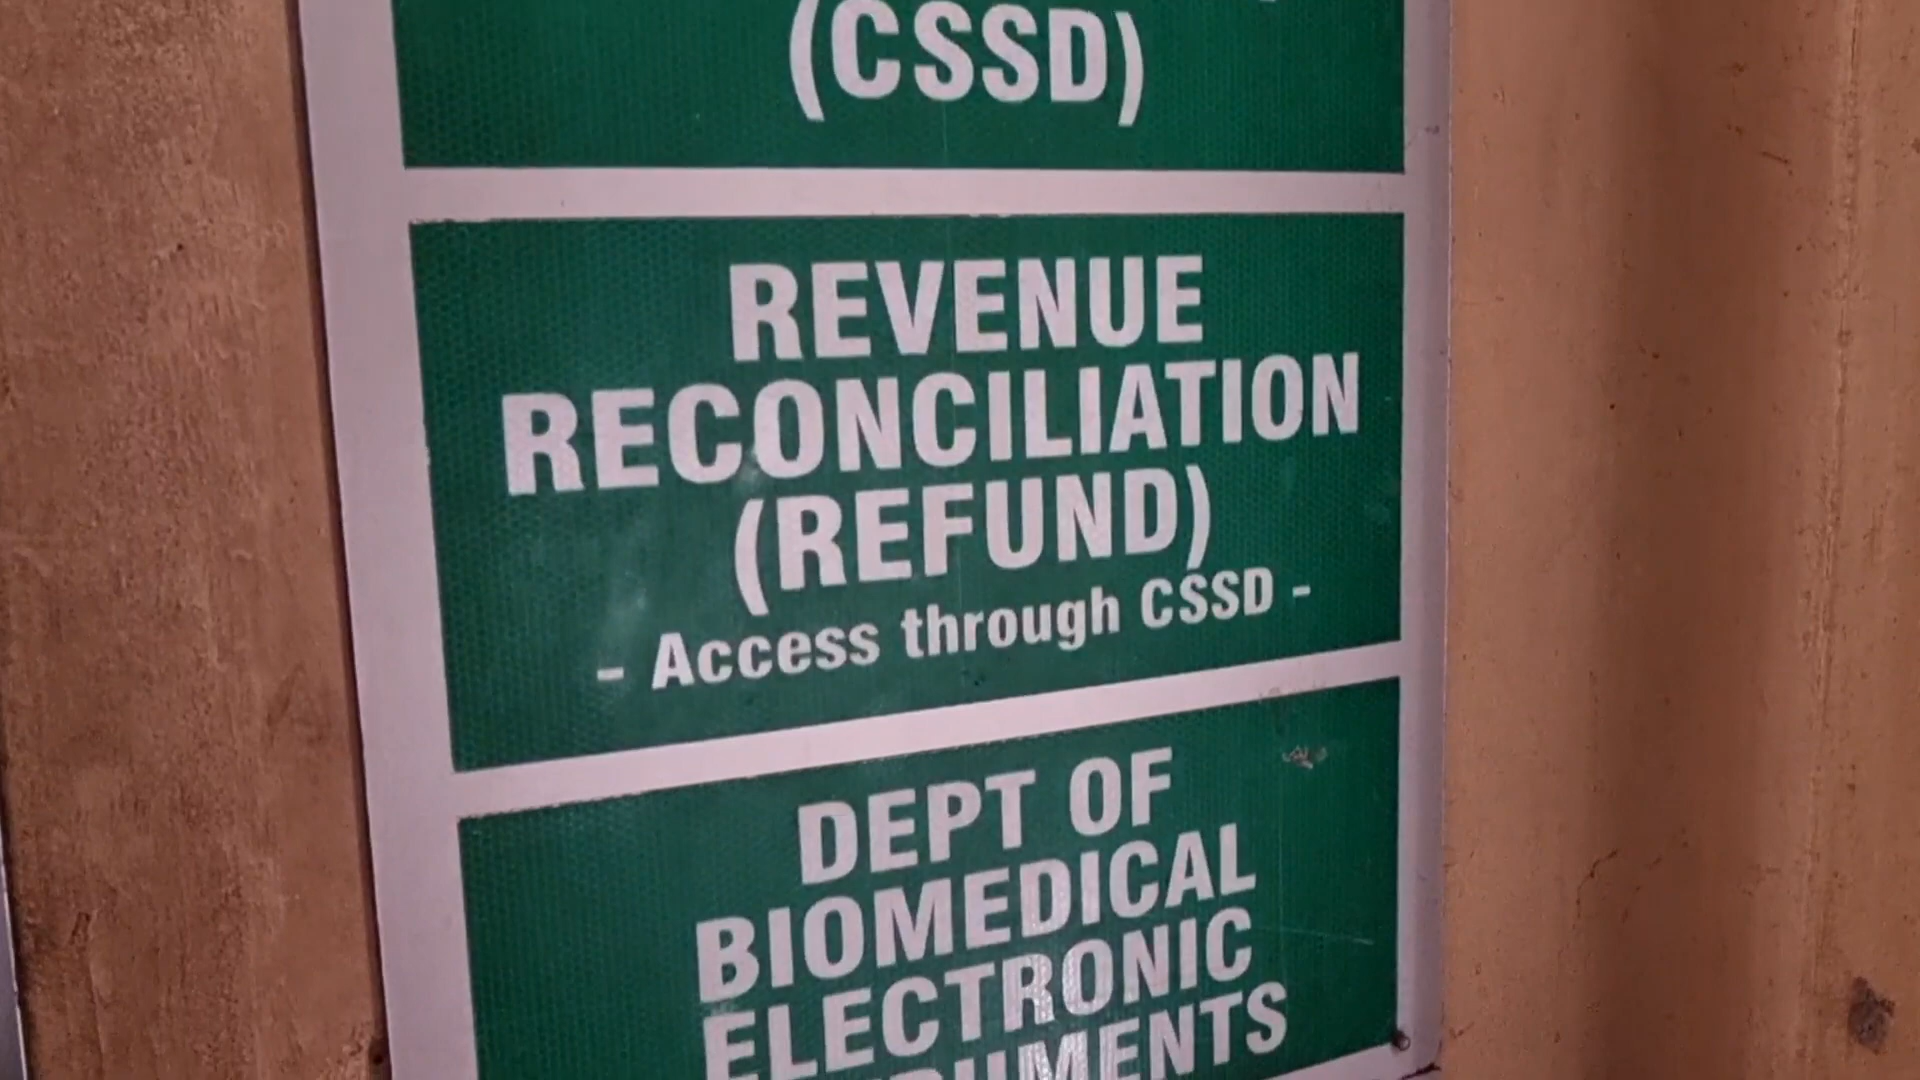 (CSSD)
REVENUE
RECONCILIATION
(REFUND)
- Access through CSSD -
DEPT OF
BIOMEDICAL
ELECTRONIC